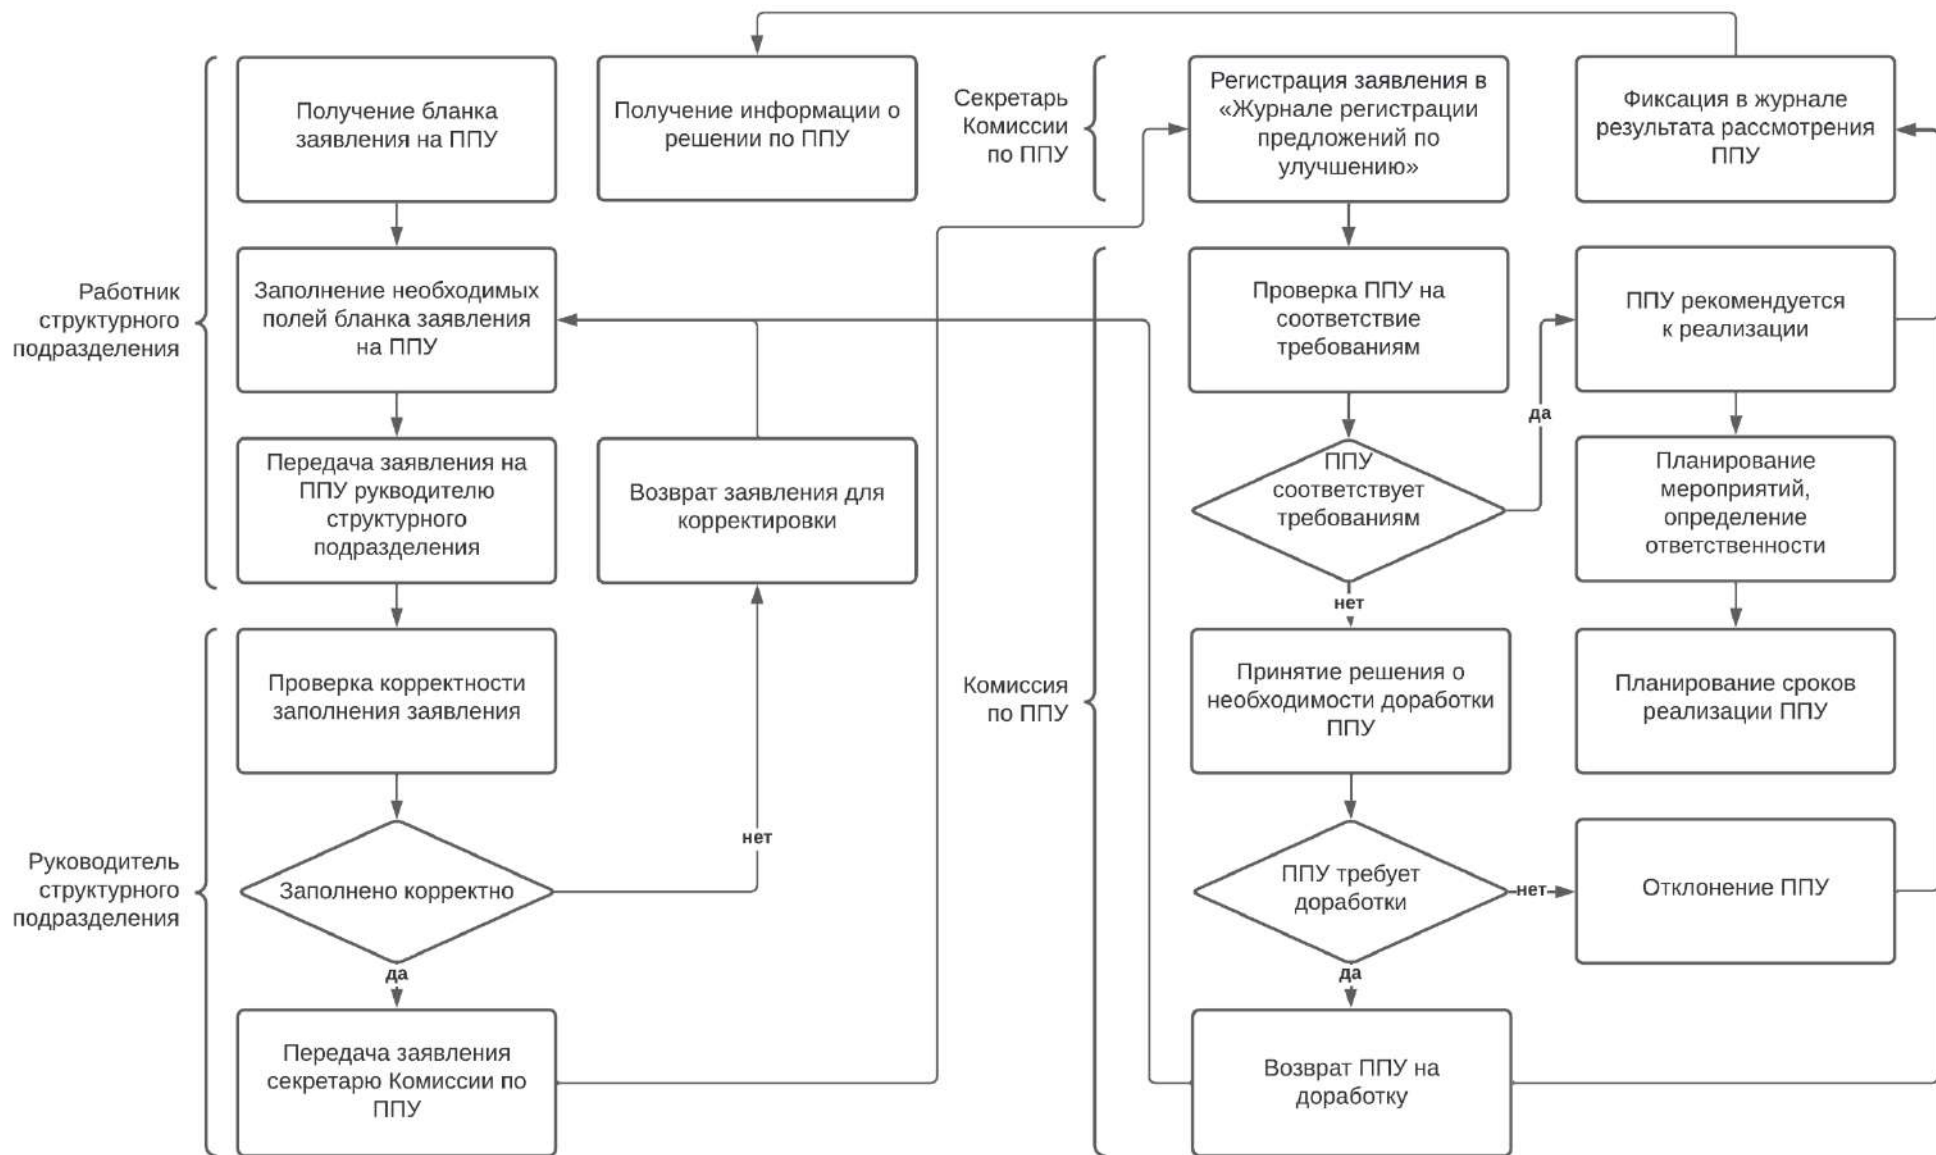 Получение бланка
заявления на ППУ
Получение информации о
решении по ППУ
Секретарь
Комиссии
по ППУ
Регистрация заявления в
«Журнале регистрации
предложений по
улучшению»
Фиксация в журнале
результата рассмотрения
ППУ
Работник
структурного
подразделения
Заполнение необходимых
полей бланка заявления
на ППУ
Проверка ППУ на
соответствие
требованиям
да
ППУ рекомендуется
к реализации
Передача заявления на
ППУ рукводителю
структурного
подразделения
Возврат заявления для
корректировки
ППУ
соответствует
требованиям
нет
Планирование
мероприятий,
определение
ответственности
Проверка корректности
заполнения заявления
Комиссия
по ППУ
Принятие решения о
необходимости доработки
ППУ
Планирование сроков
реализации ППУ
Руководитель
структурного
подразделения
Заполнено корректно
нет
да
ППУ требует
доработки
нет
да
Отклонение ППУ
Передача заявления
секретарю Комиссии по
ППУ
Возврат ППУ на
доработку